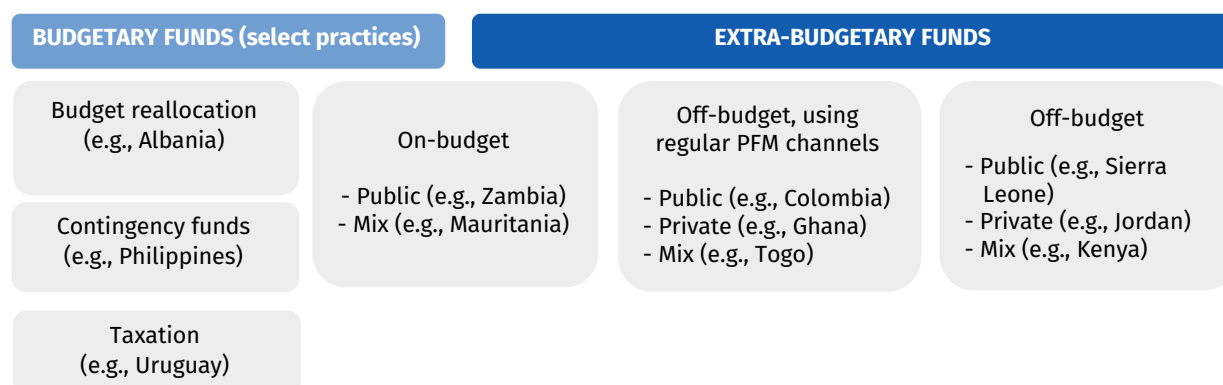 BUDGETARY FUNDS (select practices)
EXTRA-BUDGETARY FUNDS
Budget reallocation
(e.g., Albania)
Contingency funds
(e.g., Philippines)
Taxation
(e.g., Uruguay)
On-budget
- Public (e.g., Zambia)
- Mix (e.g., Mauritania)
Off-budget, using
regular PFM channels
- Public (e.g., Colombia)
- Private (e.g., Ghana)
- Mix (e.g., Togo)
Off-budget
- Public (e.g., Sierra
Leone)
- Private (e.g., Jordan)
- Mix (e.g., Kenya)